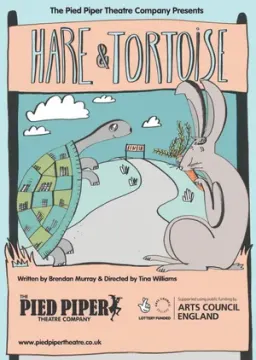 The Pied Piper Theatre Company Presents
HARE & TORTOISE
FINISH
Written by Brendan Murray & Directed by Tina Williams
THE
PIED PIPER
THEATRE COMPANY
LOTTERY FUNDED
Supported using public funding by
ARTS COUNCIL
ENGLAND
www.piedpipertheatre.co.uk